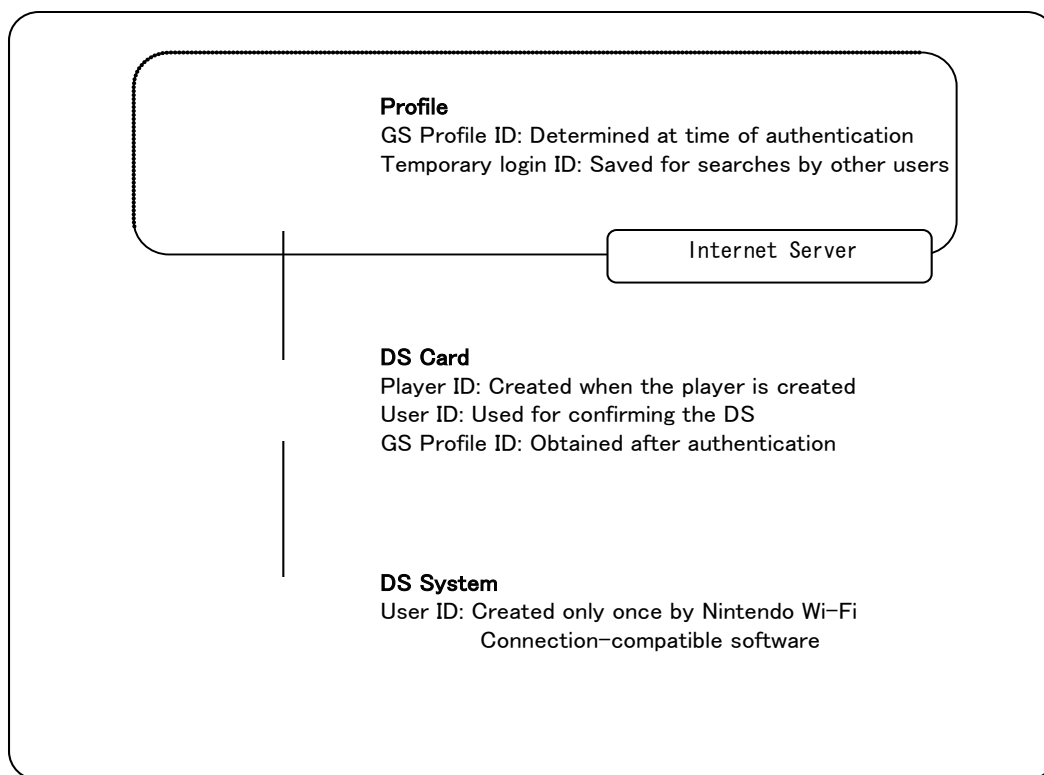 Profile
GS Profile ID: Determined at time of authentication
Temporary login ID: Saved for searches by other users
Internet Server
DS Card
Player ID: Created when the player is created
User ID: Used for confirming the DS
GS Profile ID: Obtained after authentication
DS System
User ID: Created only once by Nintendo Wi-Fi
Connection-compatible software